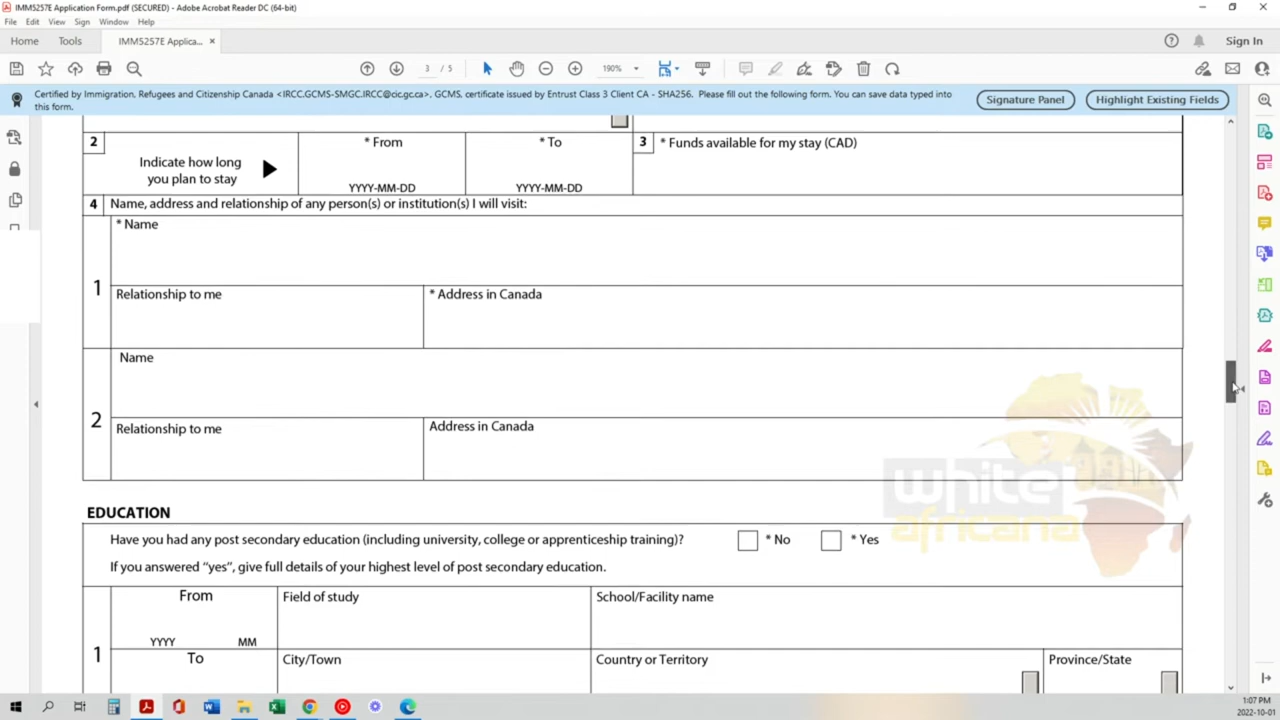 IMM5257E Application Form.pdf (SECURED) - Adobe Acrobat Reader DC (64-bit)
File Edit View Sign Window Help
Home Tools IMM5257E Applica... × Sign In
3 / 5 190%
Certified by Immigration, Refugees and Citizenship Canada <IRCC.GCMS-SMGC.IRCC@cic.gc.ca>, GCMS, certificate issued by Entrust Class 3 Client CA - SHA256. Please fill out the following form. You can save data typed into
this form.
Signature Panel Highlight Existing Fields
2 * From * To 3 * Funds available for my stay (CAD)
Indicate how long
you plan to stay
YYYY-MM-DD YYYY-MM-DD
4 Name, address and relationship of any person(s) or institution(s) I will visit:
* Name
1
Relationship to me * Address in Canada
Name
2
Relationship to me Address in Canada
white
africana
EDUCATION
Have you had any post secondary education (including university, college or apprenticeship training)? * No * Yes
If you answered "yes", give full details of your highest level of post secondary education.
From Field of study School/Facility name
YYYY MM
1
To City/Town Country or Territory Province/State
1:07 PM
2022-10-01